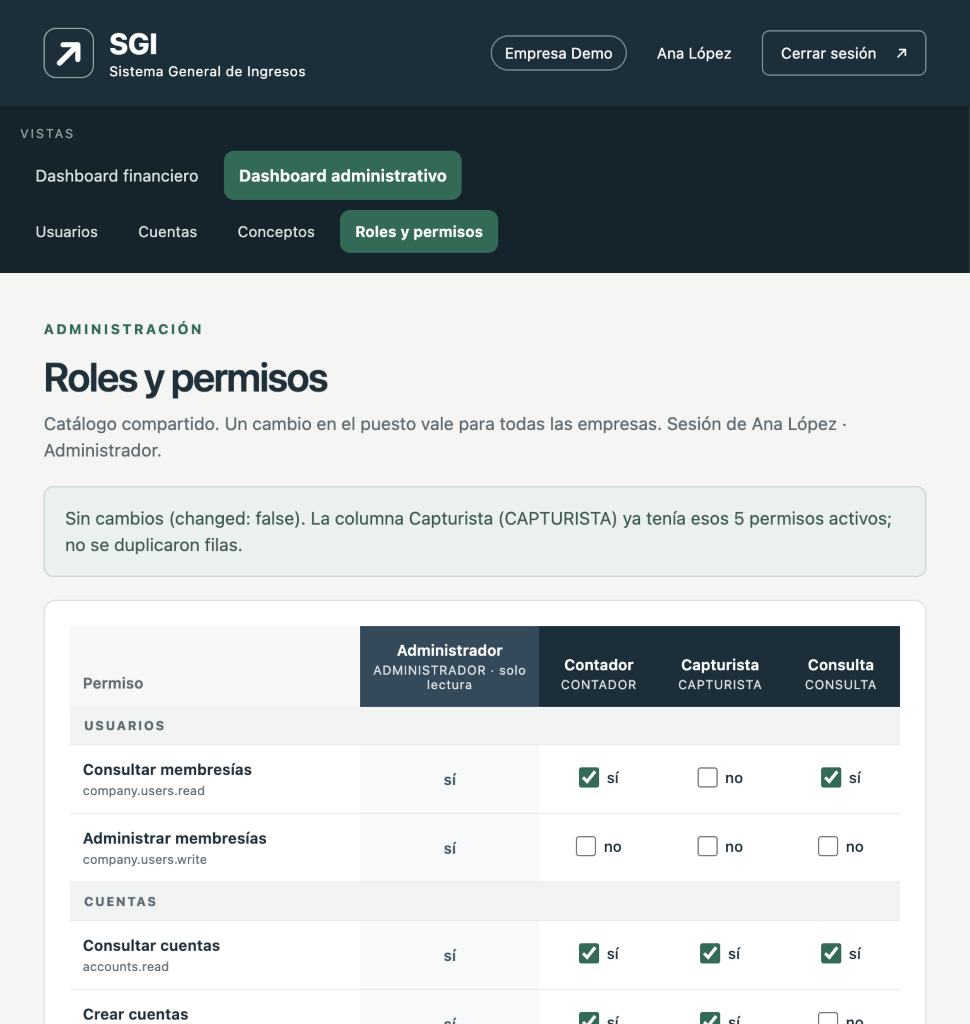 SGI
Sistema General de Ingresos
Empresa Demo
Ana López
Cerrar sesión
VISTAS
Dashboard financiero
Dashboard administrativo
Usuarios
Cuentas
Conceptos
Roles y permisos
ADMINISTRACIÓN
Roles y permisos
Catálogo compartido. Un cambio en el puesto vale para todas las empresas. Sesión de Ana López ·
Administrador.
Sin cambios (changed: false). La columna Capturista (CAPTURISTA) ya tenía esos 5 permisos activos;
no se duplicaron filas.
Permiso
Administrador
ADMINISTRADOR · solo
lectura
Contador
CONTADOR
Capturista
CAPTURISTA
Consulta
CONSULTA
USUARIOS
Consultar membresías
company.users.read
sí
sí
no
sí
Administrar membresías
company.users.write
sí
no
no
no
CUENTAS
Consultar cuentas
accounts.read
sí
sí
sí
sí
Crear cuentas
sí
sí
sí
no